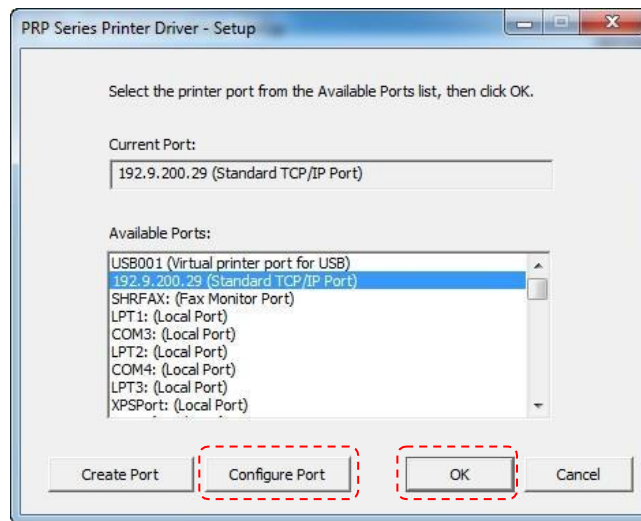 PRP Series Printer Driver - Setup
Select the printer port from the Available Ports list, then click OK.
Current Port:
192.9.200.29 (Standard TCP/IP Port)
Available Ports:
USB001 (Virtual printer port for USB)
192.9.200.29 (Standard TCP/IP Port)
SHRFAX: (Fax Monitor Port)
LPT1: (Local Port)
COM3: (Local Port)
LPT2: (Local Port)
COM4: (Local Port)
LPT3: (Local Port)
XPSPort: (Local Port)
Create Port Configure Port OK Cancel